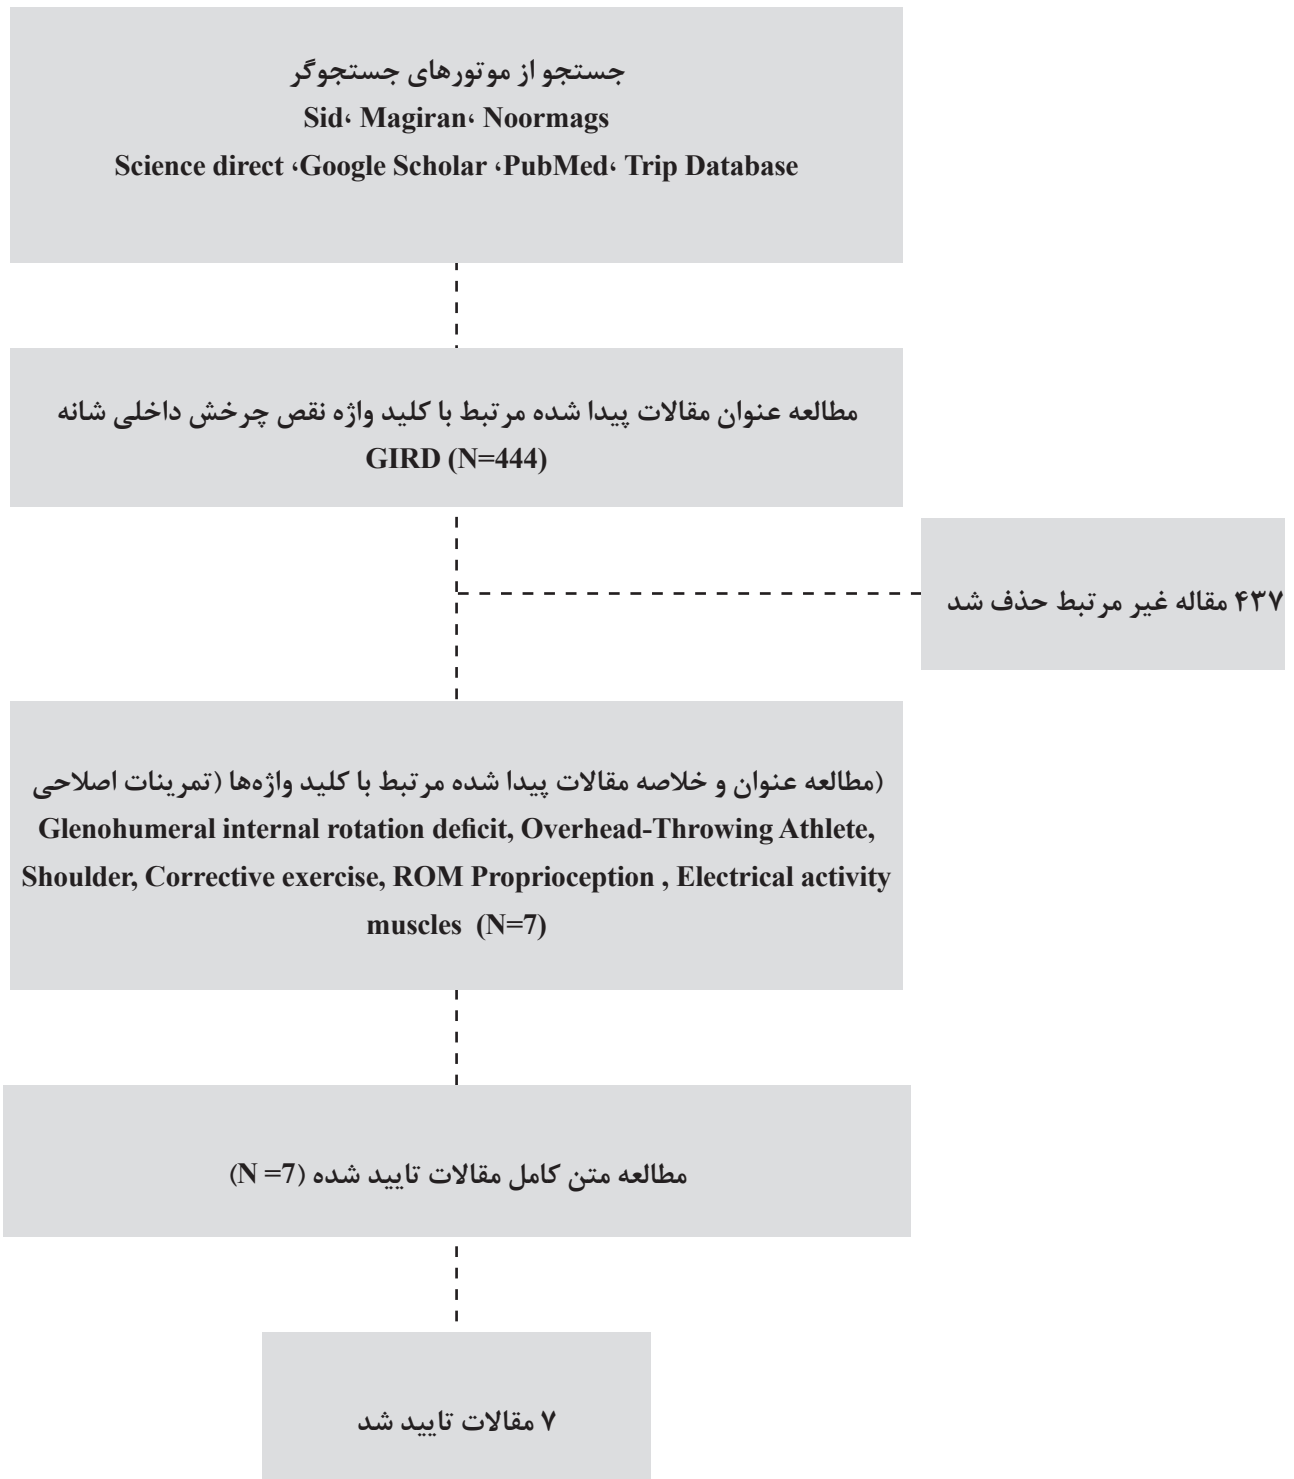 جستجو از موتورهای جستجوگر
Sid، Magiran، Noormags
Science direct ،Google Scholar ،PubMed، Trip Database
مطالعه عنوان مقالات پیدا شده مرتبط با کلید واژه نقص چرخش داخلی شانه
GIRD (N=444)
۴۳۷ مقاله غیر مرتبط حذف شد
(مطالعه عنوان و خلاصه مقالات پیدا شده مرتبط با کلید واژه‌ها (تمرینات اصلاحی
Glenohumeral internal rotation deficit, Overhead-Throwing Athlete,
Shoulder, Corrective exercise, ROM Proprioception , Electrical activity
muscles (N=7)
مطالعه متن کامل مقالات تایید شده (N =7)
۷ مقالات تایید شد